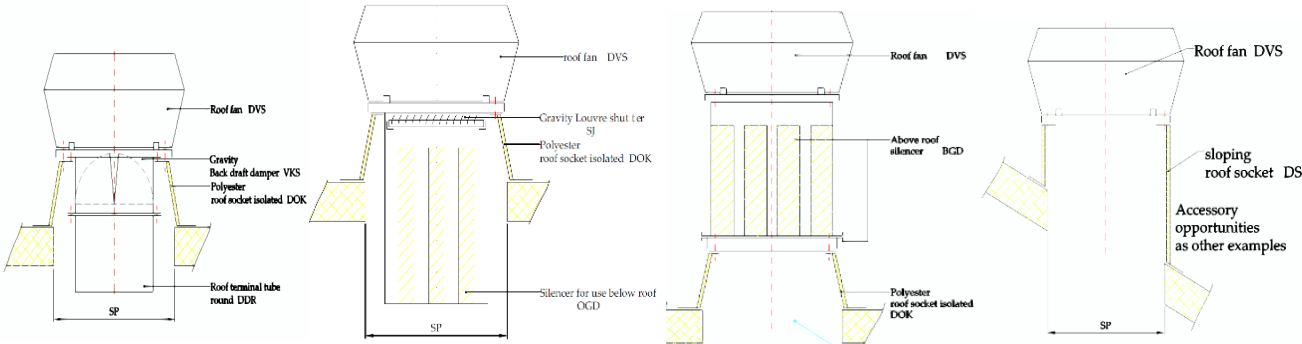 Roof fan DVS
Gravity
Back draft damper VKS
Polyester
roof socket isolated DOK
Roof terminal tube
round DDR
SP
roof fan DVS
Gravity Louvre shutter
SJ
Polyester
roof socket isolated DOK
Silencer for use below roof
OGD
SP
Roof fan DVS
Above roof
silencer BGD
Polyester
roof socket isolated
DOK
Roof fan DVS
sloping
roof socket DS
Accessory
opportunities
as other examples
SP